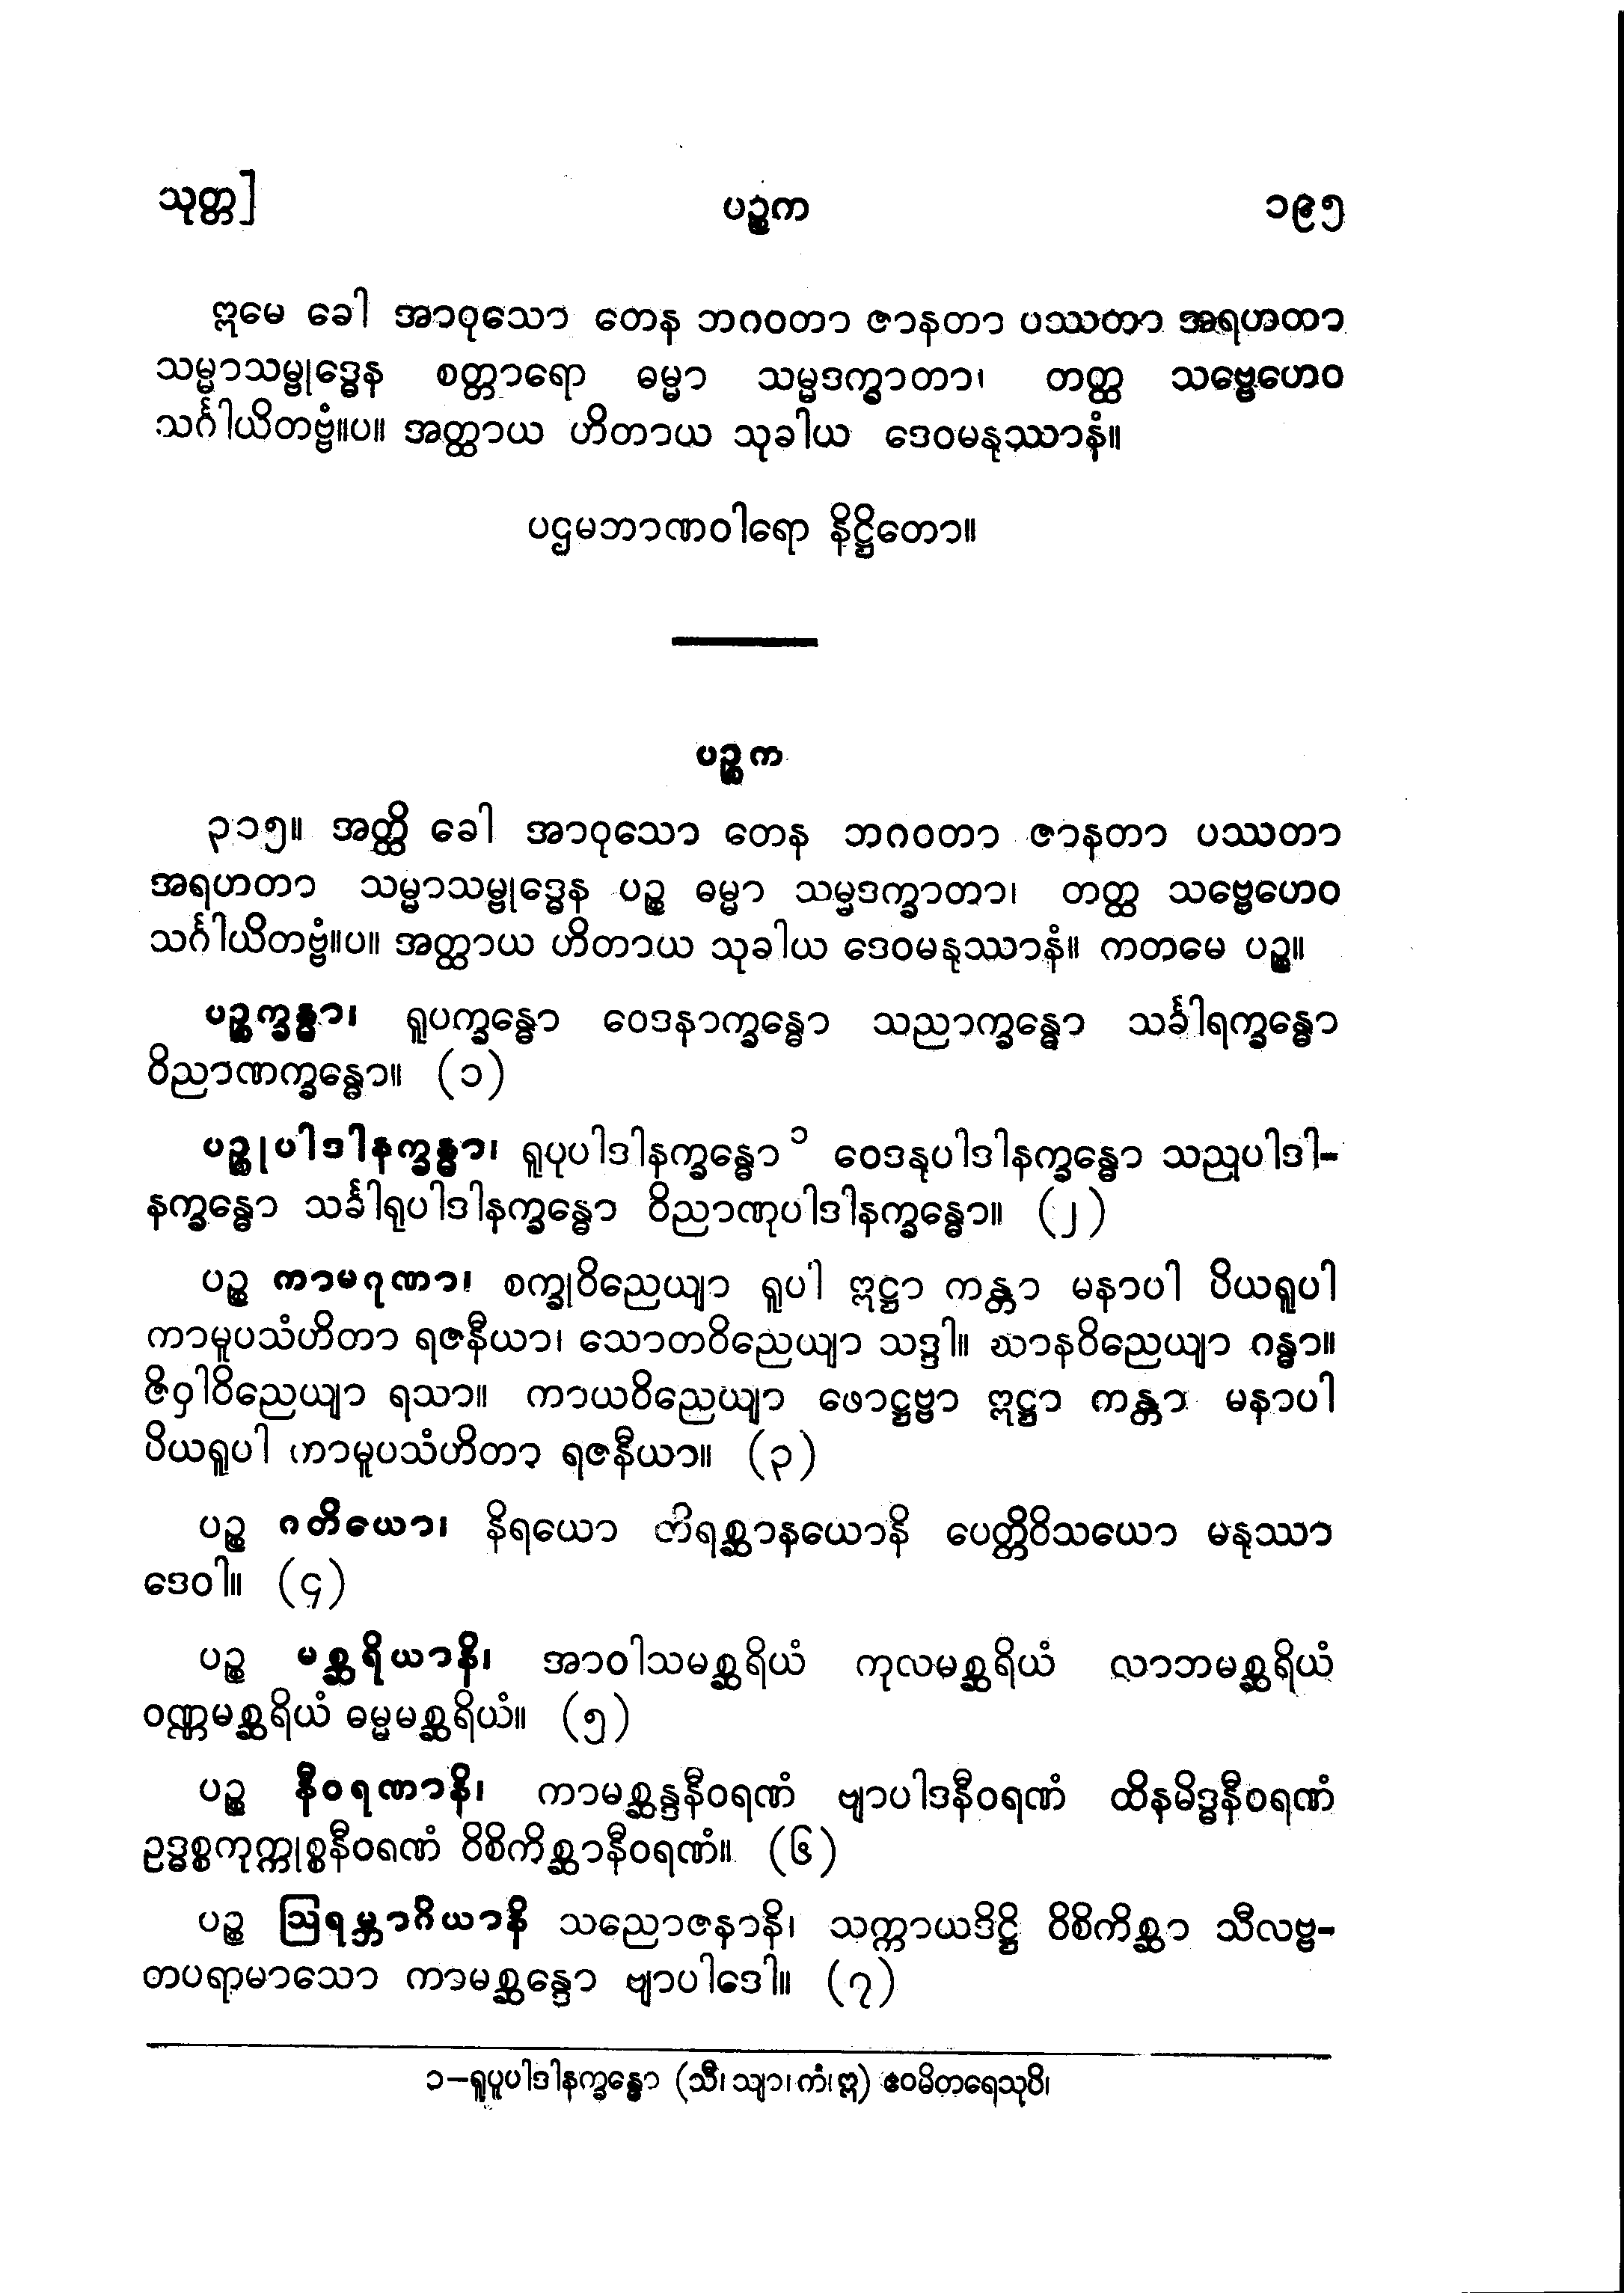 သုတ္တ]
ပဉ္စက
၁၉၅
ဣမေ ခေါ အာဝုသော တေန ဘဂဝတာ ဇာနတာ ပဿတာ အရဟတာ
သမ္မာသမ္ဗုဒ္ဓေန စတ္တာရော ဓမ္မာ သမ္မဒက္ခာတာ၊ တတ္ထ သဗ္ဗေဟေဝ
သင်္ဂါယိတဗ္ဗံ။ပ။ အတ္ထာယ ဟိတာယ သုခါယ ဒေဝမနုဿာနံ။
ပဌမဘာဏဝါရော နိဋ္ဌိတော။
ပဉ္စက
၃၁၅။ အတ္ထိ ခေါ အာဝုသော တေန ဘဂဝတာ ဇာနတာ ပဿတာ
အရဟတာ သမ္မာသမ္ဗုဒ္ဓေန ပဉ္စ ဓမ္မာ သမ္မဒက္ခာတာ၊ တတ္ထ သဗ္ဗေဟေဝ
သင်္ဂါယိတဗ္ဗံ။ပ။ အတ္ထာယ ဟိတာယ သုခါယ ဒေဝမနုဿာနံ။ ကတမေ ပဉ္စ။
ပဉ္စက္ခန္ဓာ၊ ရူပက္ခန္ဓော ဝေဒနာက္ခန္ဓော သညာက္ခန္ဓော သင်္ခါရက္ခန္ဓော
ဝိညာဏက္ခန္ဓော။ (၁)
ပဉ္စုပါဒါနက္ခန္ဓာ၊ ရူပုပါဒါနက္ခန္ဓော ၁ ဝေဒနုပါဒါနက္ခန္ဓော သညုပါဒါ-
နက္ခန္ဓော သင်္ခါရုပါဒါနက္ခန္ဓော ဝိညာဏုပါဒါနက္ခန္ဓော။ (၂)
ပဉ္စ ကာမဂုဏာ၊ စက္ခုဝိညေယျာ ရူပါ ဣဋ္ဌာ ကန္တာ မနာပါ ပိယရူပါ
ကာမူပသံဟိတာ ရဇနီယာ၊ သောတဝိညေယျာ သဒ္ဒါ။ ဃာနဝိညေယျာ ဂန္ဓာ။
ဇိဝှါဝိညေယျာ ရသာ။ ကာယဝိညေယျာ ဖောဋ္ဌဗ္ဗာ ဣဋ္ဌာ ကန္တာ မနာပါ
ပိယရူပါ ကာမူပသံဟိတာ ရဇနီယာ။ (၃)
ပဉ္စ ဂတိယော၊ နိရယော တိရစ္ဆာနယောနိ ပေတ္တိဝိသယော မနုဿာ
ဒေဝါ။ (၄)
ပဉ္စ မစ္ဆရိယာနိ၊ အာဝါသမစ္ဆရိယံ ကုလမစ္ဆရိယံ လာဘမစ္ဆရိယံ
ဝဏ္ဏမစ္ဆရိယံ ဓမ္မမစ္ဆရိယံ။ (၅)
ပဉ္စ နီဝရဏာနိ၊ ကာမစ္ဆန္ဒနီဝရဏံ ဗျာပါဒနီဝရဏံ ထိနမိဒ္ဓနီဝရဏံ
ဥဒ္ဓစ္စကုက္ကုစ္စနီဝရဏံ ဝိစိကိစ္ဆာနီဝရဏံ။ (၆)
ပဉ္စ ဩရမ္ဘာဂိယာနိ သညောဇနာနိ၊ သက္ကာယဒိဋ္ဌိ ဝိစိကိစ္ဆာ သီလဗ္ဗ-
တပရာမာသော ကာမစ္ဆန္ဒော ဗျာပါဒေါ။ (၇)
၁-ရူပူပါဒါနက္ခန္ဓော (သီ၊ သျာ၊ ကံ၊ ဣ) ဧဝမိတရေသုပိ၊